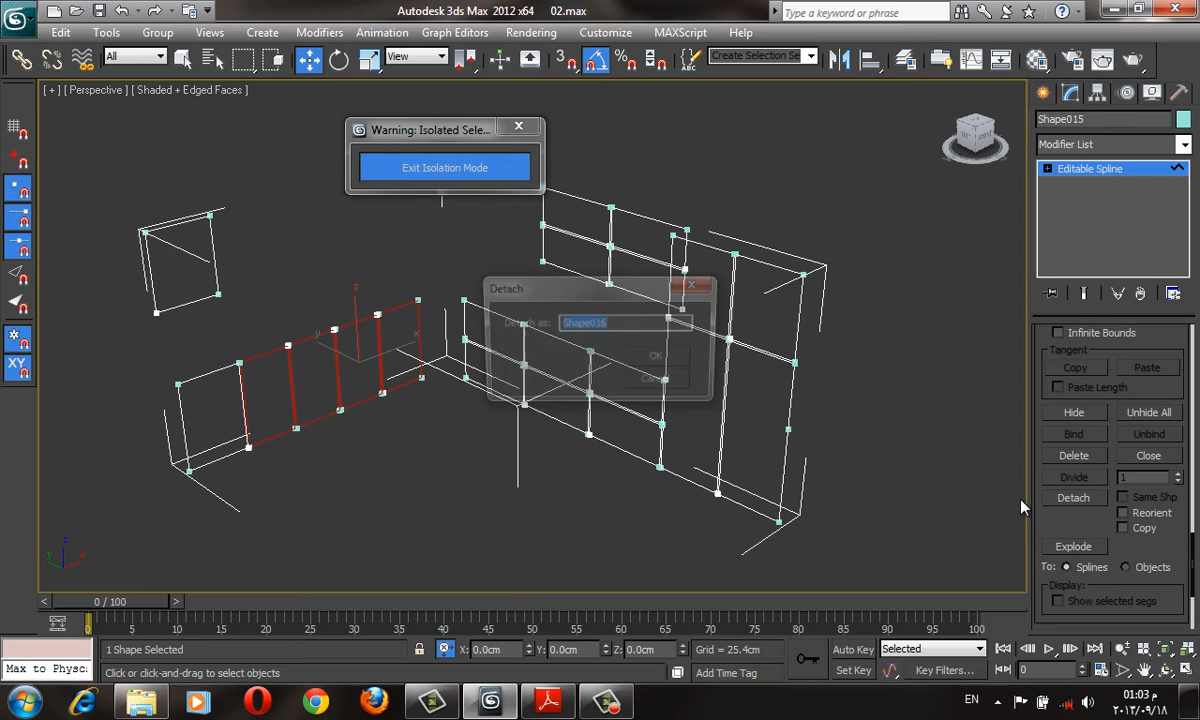 Autodesk 3ds Max 2012 x64 02.max
Type a keyword or phrase
Edit Tools Group Views Create Modifiers Animation Graph Editors Rendering Customize MAXScript Help
All View 3 Create Selection Se
[ + ] [ Perspective ] [ Shaded + Edged Faces ]
Warning: Isolated Sele...
Exit Isolation Mode
Detach
Detach as: Shape016
OK
Cancel
Shape015
Modifier List
Editable Spline
Infinite Bounds
Tangent
Copy Paste
Paste Length
Hide Unhide All
Bind Unbind
Delete Close
Divide 1
Detach Same Shp
Reorient
Copy
Explode
To: Splines Objects
Display:
Show selected segs
XY
z
x
y
z
0 / 100
0 5 10 15 20 25 30 35 40 45 50 55 60 65 70 75 80 85 90 95 100
1 Shape Selected X: 0.0cm Y: 0.0cm Z: 0.0cm Grid = 25.4cm Auto Key Selected
Max to Physc
Click or click-and-drag to select objects Add Time Tag Set Key Key Filters... 0
EN
01:03 م
٢٠١٣/٠٩/١٨